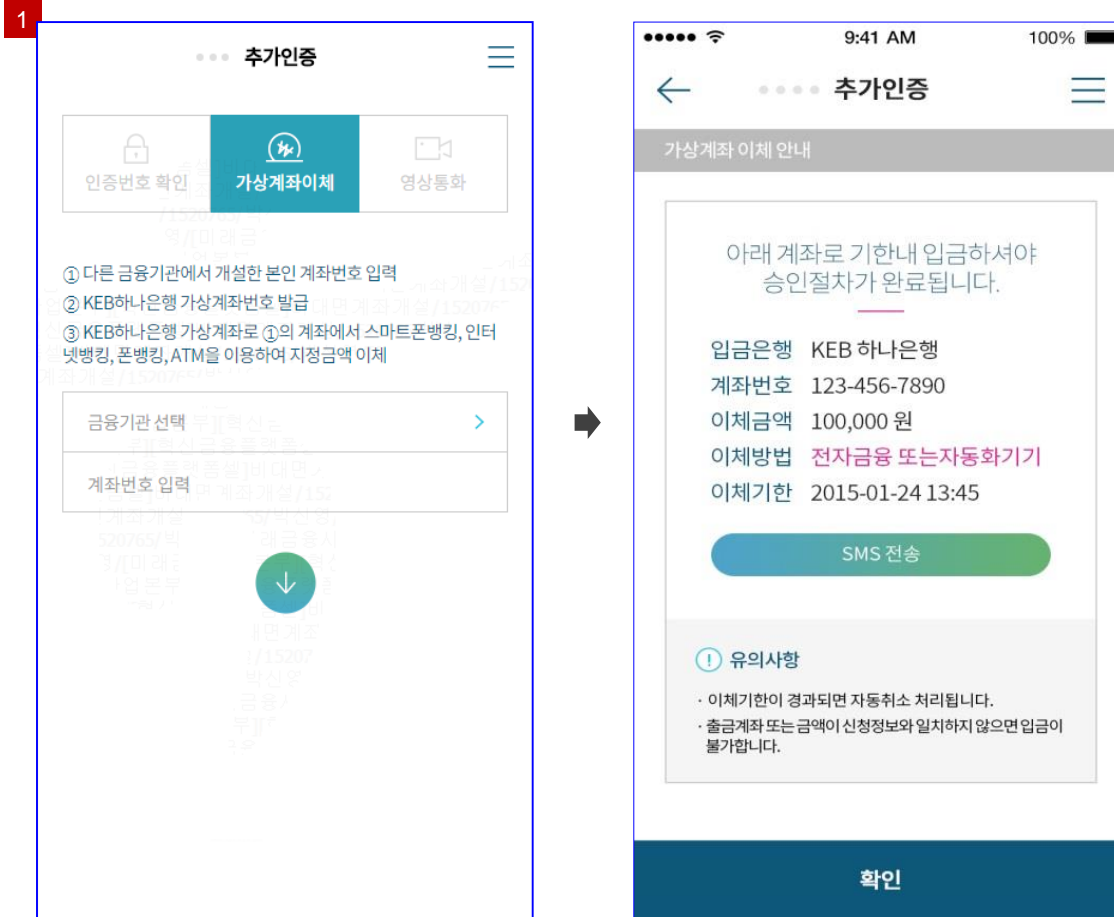 1
추가인증
인증번호 확인
가상계좌이체
영상통화
① 다른 금융기관에서 개설한 본인 계좌번호 입력
② KEB하나은행 가상계좌번호 발급
③ KEB하나은행 가상계좌로 ①의 계좌에서 스마트폰뱅킹, 인터
넷뱅킹, 폰뱅킹, ATM을 이용하여 지정금액 이체
금융기관 선택
계좌번호 입력
9:41 AM
100%
추가인증
가상계좌 이체 안내
아래 계좌로 기한내 입금하셔야
승인절차가 완료됩니다.
입금은행 KEB 하나은행
계좌번호 123-456-7890
이체금액 100,000 원
이체방법 전자금융 또는자동화기기
이체기한 2015-01-24 13:45
SMS 전송
유의사항
· 이체기한이 경과되면 자동취소 처리됩니다.
· 출금계좌 또는 금액이 신청정보와 일치하지 않으면 입금이
불가합니다.
확인